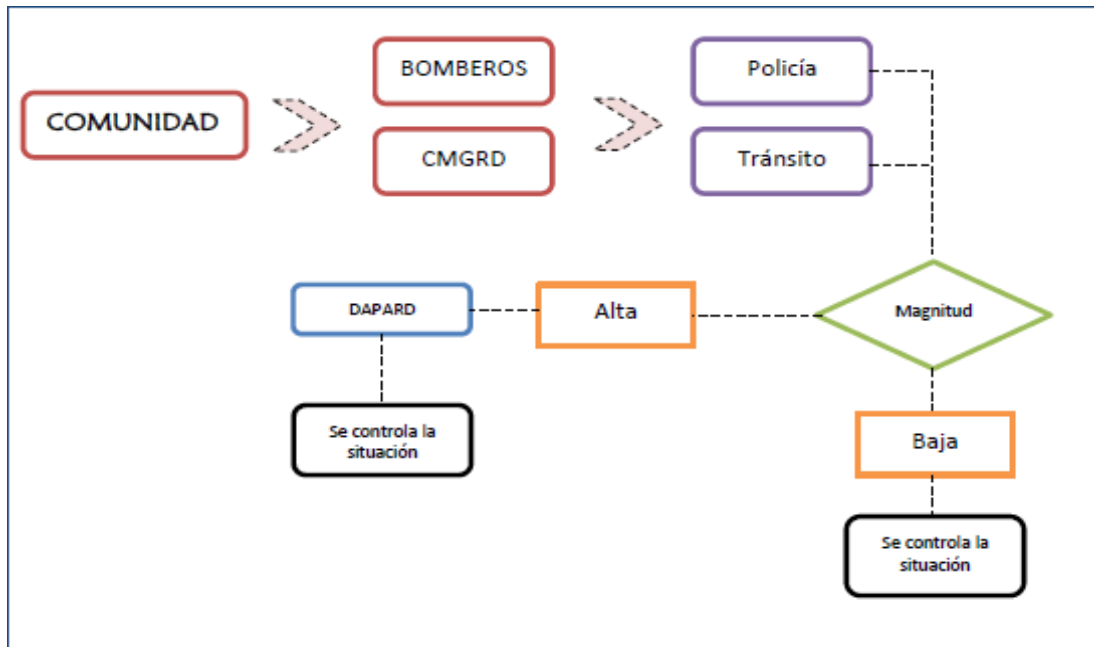 COMUNIDAD
BOMBEROS
CMGRD
Policía
Tránsito
Magnitud
Alta
DAPARD
Se controla la
situación
Baja
Se controla la
situación